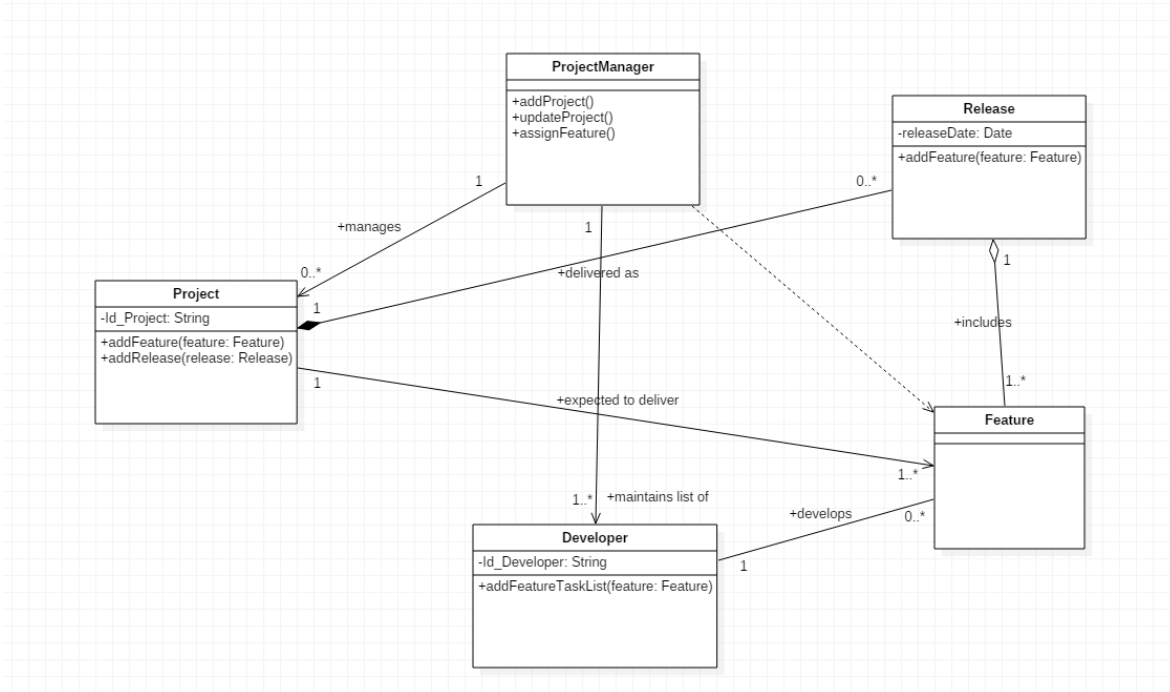 ProjectManager
+addProject()
+updateProject()
+assignFeature()
Release
-releaseDate: Date
+addFeature(feature: Feature)
1
0..*
+manages
1
0..*
+delivered as
1
+includes
Project
-Id_Project: String
+addFeature(feature: Feature)
+addRelease(release: Release)
1
1
+expected to deliver
1..*
Feature
1..*
1..*
+maintains list of
+develops
0..*
Developer
-Id_Developer: String
+addFeatureTaskList(feature: Feature)
1